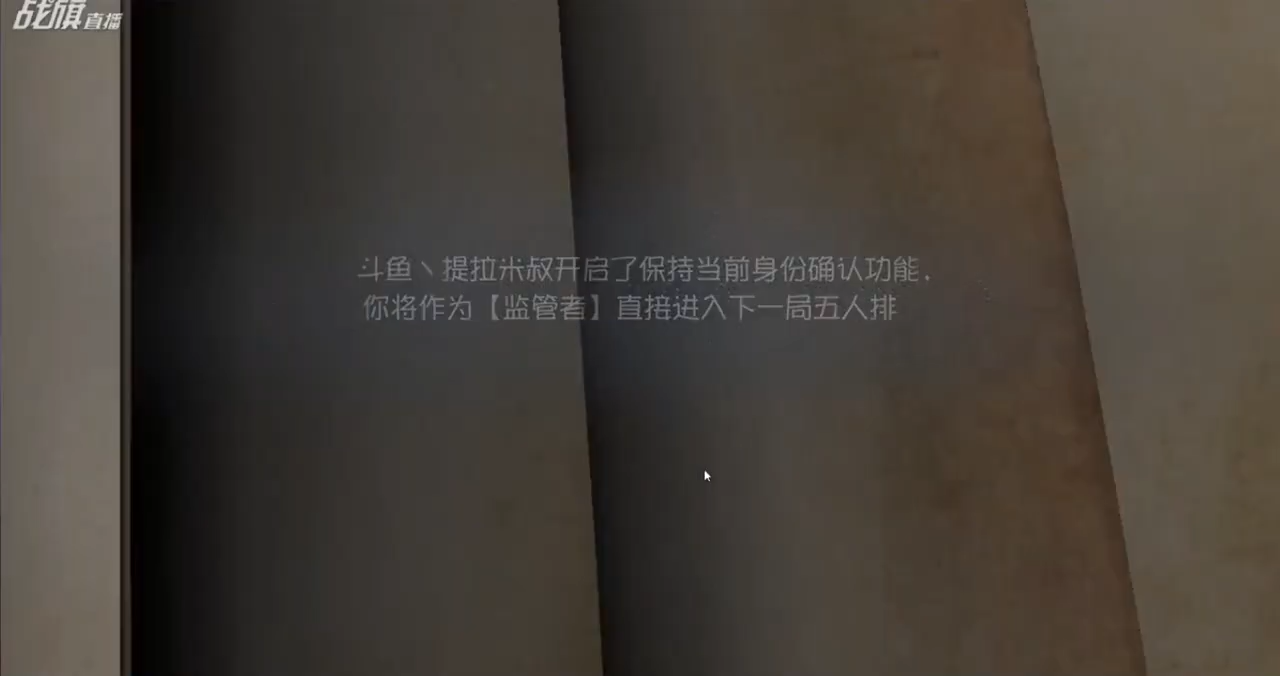 战旗直播
斗鱼丶提拉米叔开启了保持当前身份确认功能，
你将作为【监管者】直接进入下一局五人排